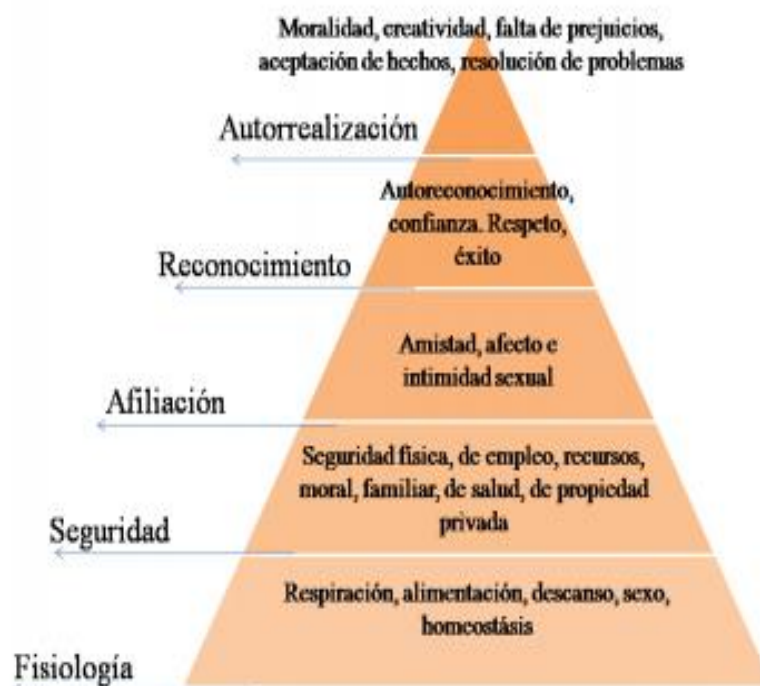 Moralidad, creatividad, falta de prejuicios,
aceptación de hechos, resolución de problemas
Autorrealización
Autoreconocimiento,
confianza. Respeto,
éxito
Reconocimiento
Amistad, afecto e
intimidad sexual
Afiliación
Seguridad física, de empleo, recursos,
moral, familiar, de salud, de propiedad
privada
Seguridad
Respiración, alimentación, descanso, sexo,
homeostásis
Fisiología